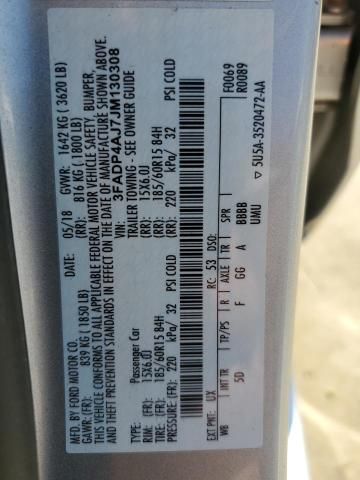 MFD. BY FORD MOTOR CO. 05/18 GVWR: 1642 KG ( 3620 LB)
GAWR: (FR): 839 KG ( 1850 LB) (RR): 816 KG ( 1800 LB)
THIS VEHICLE CONFORMS TO ALL APPLICABLE FEDERAL MOTOR VEHICLE SAFETY, BUMPER,
AND THEFT PREVENTION STANDARDS IN EFFECT ON THE DATE OF MANUFACTURE SHOWN ABOVE.
VIN: 3FADP4AJ7JM130308
TYPE: Passenger Car TRAILER TOWING - SEE OWNER GUIDE
RIM: (FR): 15X6.0J (RR): 15X6.0J
TIRE: (FR): 185/60R15 84H (RR): 185/60R15 84H
PRESSURE: (FR): 220 kPa/ 32 PSI COLD (RR): 220 kPa/ 32 PSI COLD
F0069
R0089
EXT PNT: UX RC: 53 DSO:
WB INT TR TP/PS R AXLE TR SPR BBBB
5D F GG A UMU
▽ 5U5A-3520472-AA